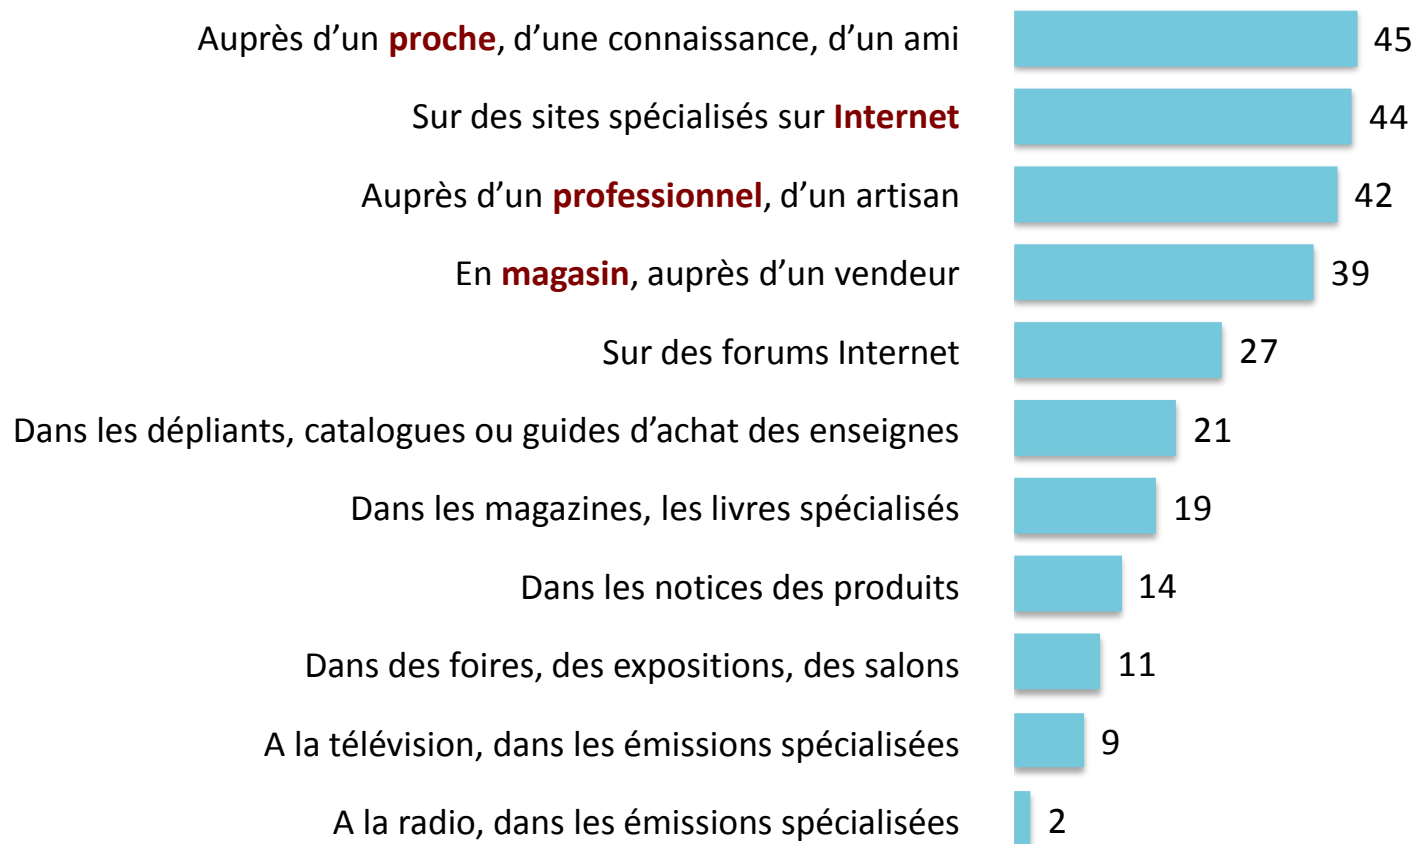 Auprès d’un proche, d’une connaissance, d’un ami 45
Sur des sites spécialisés sur Internet 44
Auprès d’un professionnel, d’un artisan 42
En magasin, auprès d’un vendeur 39
Sur des forums Internet 27
Dans les dépliants, catalogues ou guides d’achat des enseignes 21
Dans les magazines, les livres spécialisés 19
Dans les notices des produits 14
Dans des foires, des expositions, des salons 11
A la télévision, dans les émissions spécialisées 9
A la radio, dans les émissions spécialisées 2